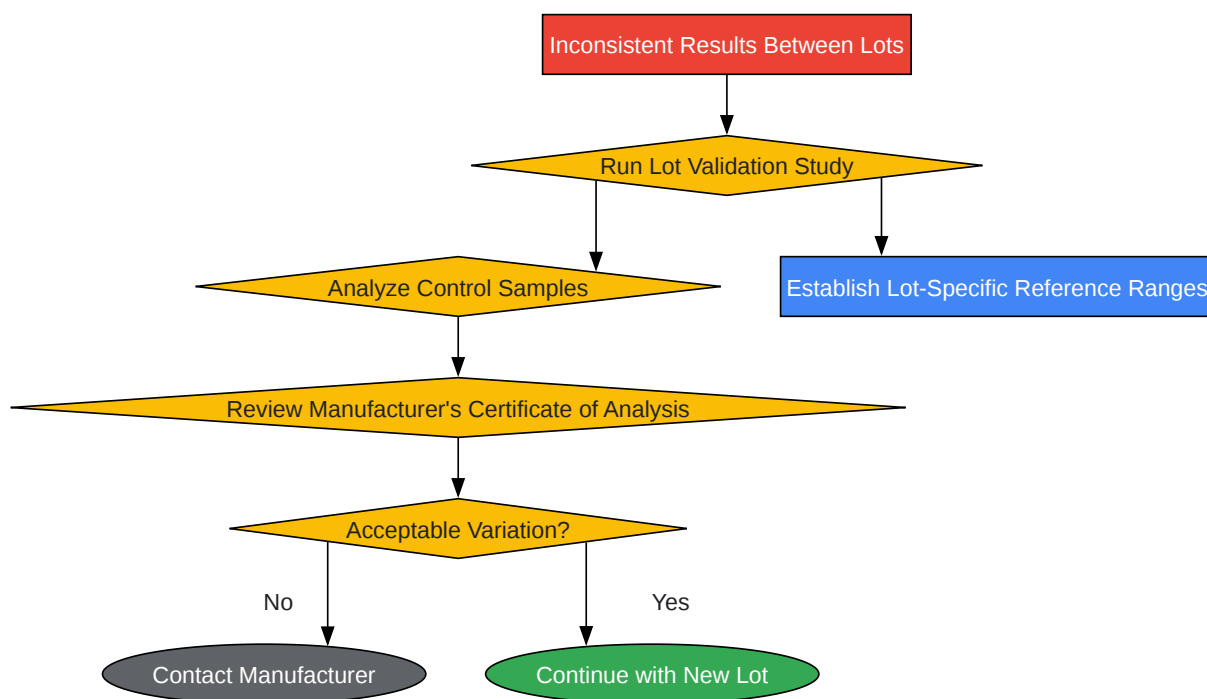 Inconsistent Results Between Lots
Run Lot Validation Study
Analyze Control Samples
Establish Lot-Specific Reference Ranges
Review Manufacturer's Certificate of Analysis
Acceptable Variation?
No
Yes
Contact Manufacturer
Continue with New Lot